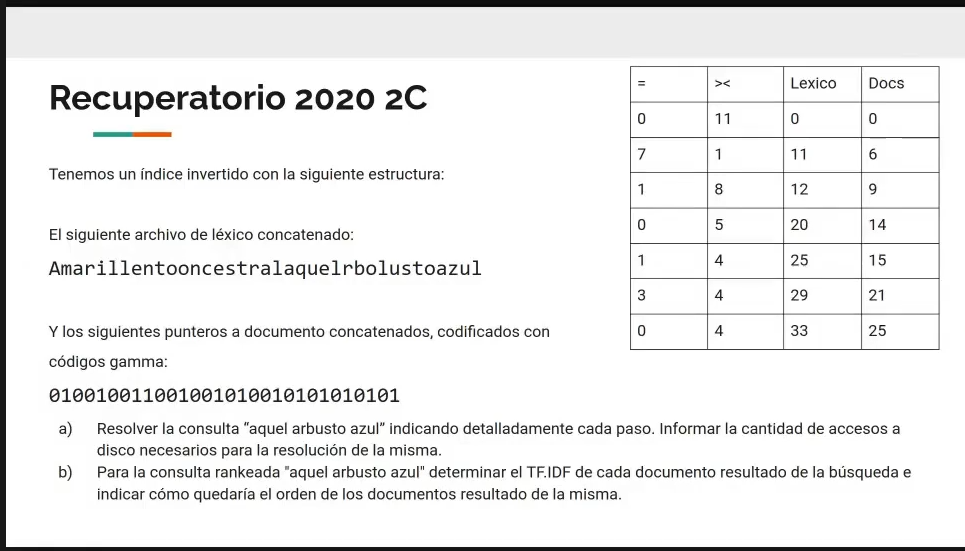 Recuperatorio 2020 2C
Tenemos un índice invertido con la siguiente estructura:
El siguiente archivo de léxico concatenado:
Amarillentooncestralaquelrbolustoazul
Y los siguientes punteros a documento concatenados, codificados con
códigos gamma:
010010011001001010010101010101
= >< Lexico Docs
0 11 0 0
7 1 11 6
1 8 12 9
0 5 20 14
1 4 25 15
3 4 29 21
0 4 33 25
a) Resolver la consulta “aquel arbusto azul” indicando detalladamente cada paso. Informar la cantidad de accesos a
disco necesarios para la resolución de la misma.
b) Para la consulta rankeada "aquel arbusto azul" determinar el TF.IDF de cada documento resultado de la búsqueda e
indicar cómo quedaría el orden de los documentos resultado de la misma.